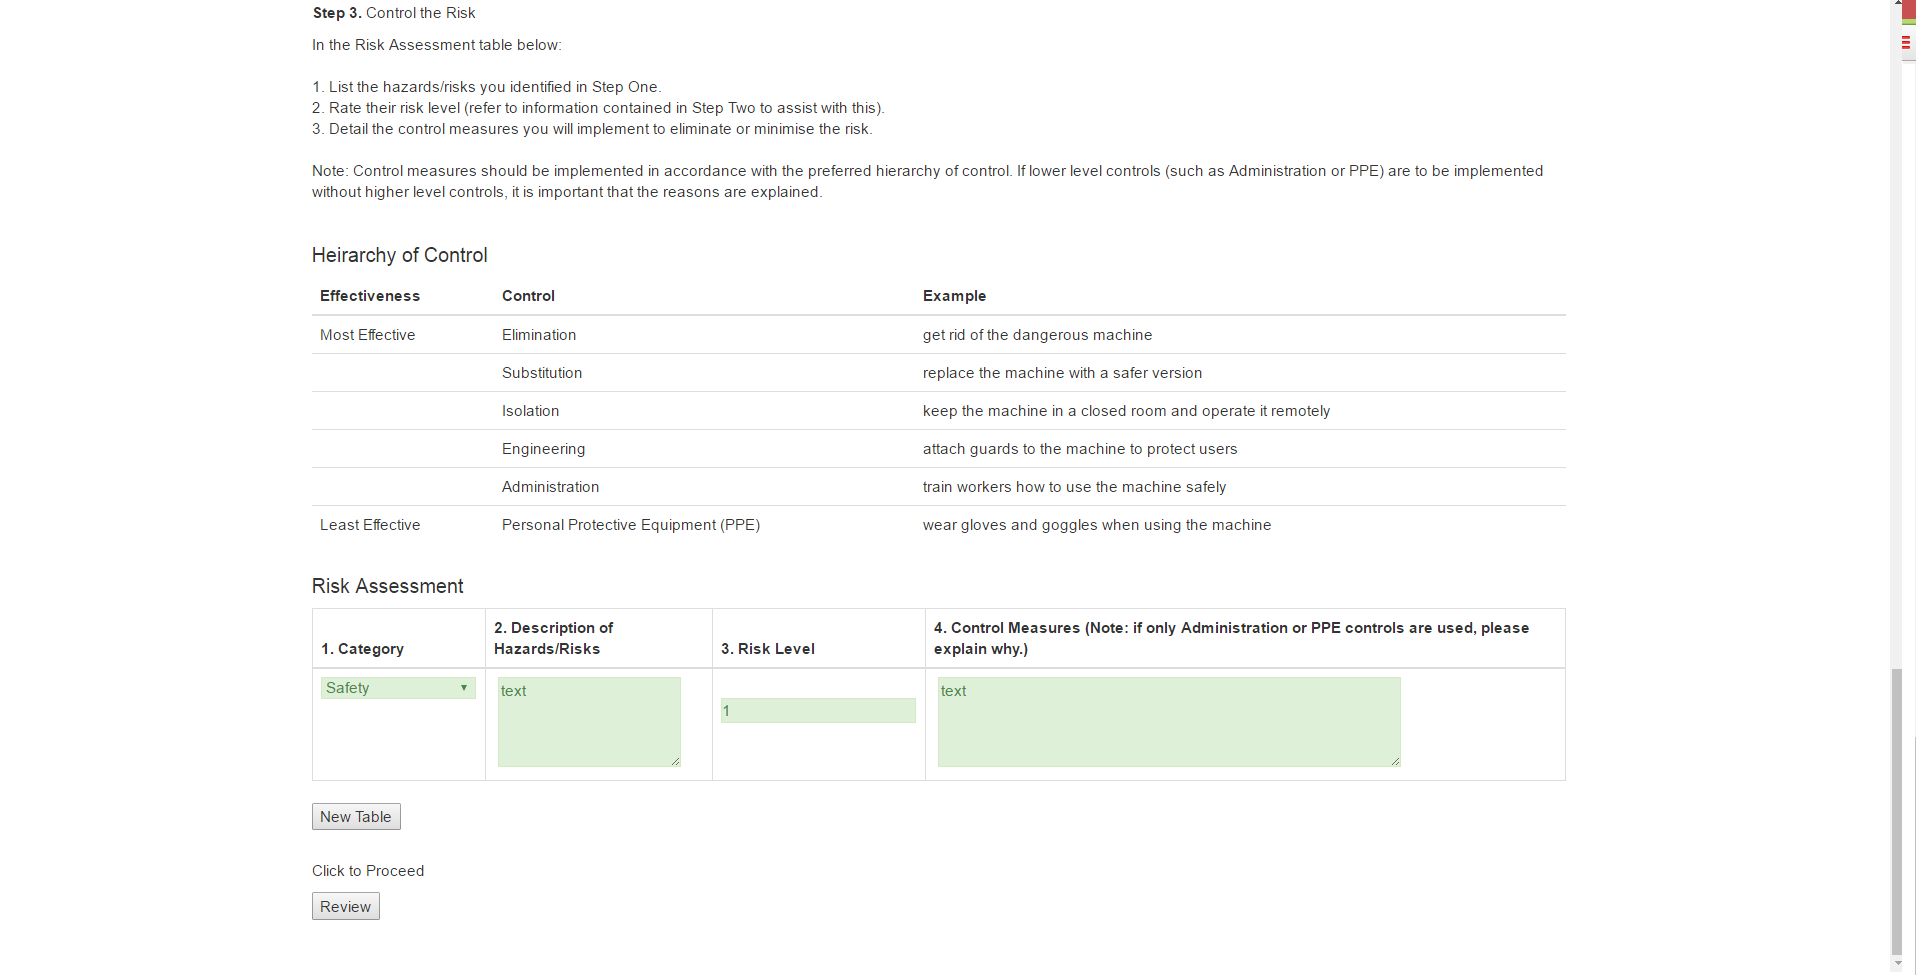 Step 3. Control the Risk
In the Risk Assessment table below:
1. List the hazards/risks you identified in Step One.
2. Rate their risk level (refer to information contained in Step Two to assist with this).
3. Detail the control measures you will implement to eliminate or minimise the risk.
Note: Control measures should be implemented in accordance with the preferred hierarchy of control. If lower level controls (such as Administration or PPE) are to be implemented
without higher level controls, it is important that the reasons are explained.
Heirarchy of Control
Effectiveness Control Example
Most Effective Elimination get rid of the dangerous machine
Substitution replace the machine with a safer version
Isolation keep the machine in a closed room and operate it remotely
Engineering attach guards to the machine to protect users
Administration train workers how to use the machine safely
Least Effective Personal Protective Equipment (PPE) wear gloves and goggles when using the machine
Risk Assessment
1. Category
2. Description of
Hazards/Risks
3. Risk Level
4. Control Measures (Note: if only Administration or PPE controls are used, please
explain why.)
Safety
text
1
text
New Table
Click to Proceed
Review